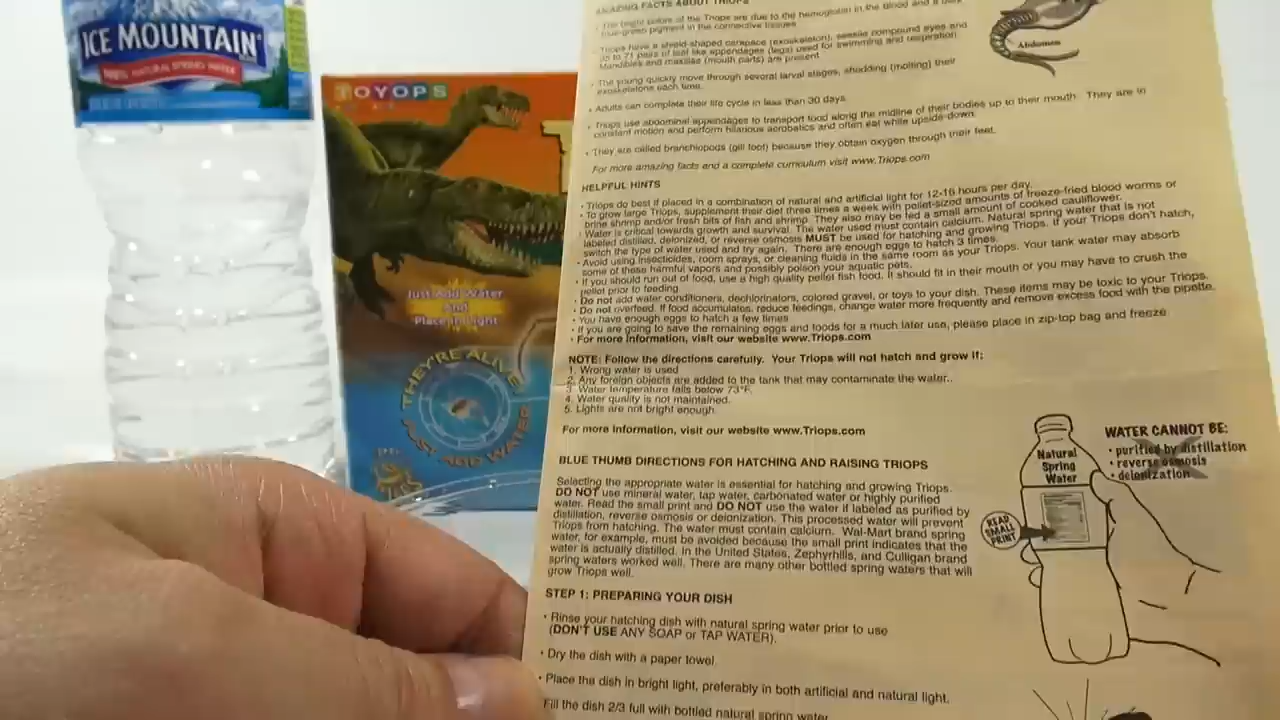 ICE MOUNTAIN
100% NATURAL SPRING WATER
TOYOPS
Just Add Water
And
Place in Light
THEY'RE ALIVE
JUST ADD WATER
AMAZING FACTS ABOUT TRIOPS
• The bright colors of the Triops are due to the hemoglobin in the blood and a
blue-green pigment in the connective tissues
• Triops have a shield-shaped carapace (exoskeleton), sessile compound eyes and
35 to 71 pairs of leaf like appendages (legs) used for swimming and respiration.
Mandibles and maxillae (mouth parts) are present.
• The young quickly move through several larval stages, shedding (molting) their
exoskeletons each time.
• Adults can complete their life cycle in less than 30 days.
• Triops use abdominal appendages to transport food along the midline of their bodies up to their mouth. They are in
constant motion and perform hilarious acrobatics and often eat while upside-down.
• They are called branchiopods (gill foot) because they obtain oxygen through their feet.
For more amazing facts and a complete curriculum visit www.Triops.com
Abdomen
HELPFUL HINTS
• Triops do best if placed in a combination of natural and artificial light for 12-16 hours per day.
• To grow large Triops, supplement their diet three times a week with pellet-sized amounts of freeze-fried blood worms or
brine shrimp and/or fresh bits of fish and shrimp. They also may be fed a small amount of cooked cauliflower.
• Water is critical towards growth and survival. The water used must contain calcium. Natural spring water that is not
labeled distilled, deionized, or reverse osmosis MUST be used for hatching and growing Triops. If your Triops don't hatch,
switch the type of water used and try again. There are enough eggs to hatch 3 times.
• Avoid using insecticides, room sprays, or cleaning fluids in the same room as your Triops. Your tank water may absorb
some of these harmful vapors and possibly poison your aquatic pets.
• If you should run out of food, use a high quality pellet fish food. It should fit in their mouth or you may have to crush the
pellet prior to feeding.
• Do not add water conditioners, dechlorinators, colored gravel, or toys to your dish. These items may be toxic to your Triops.
• Do not overfeed. If food accumulates, reduce feedings, change water more frequently and remove excess food with the pipette.
• You have enough eggs to hatch a few times
• If you are going to save the remaining eggs and foods for a much later use, please place in zip-top bag and freeze.
• For more information, visit our website www.Triops.com
NOTE: Follow the directions carefully. Your Triops will not hatch and grow if:
1. Wrong water is used
2. Any foreign objects are added to the tank that may contaminate the water..
3. Water temperature falls below 73°F.
4. Water quality is not maintained.
5. Lights are not bright enough.
For more information, visit our website www.Triops.com
BLUE THUMB DIRECTIONS FOR HATCHING AND RAISING TRIOPS
Selecting the appropriate water is essential for hatching and growing Triops.
DO NOT use mineral water, tap water, carbonated water or highly purified
water. Read the small print and DO NOT use the water if labeled as purified by
distillation, reverse osmosis or deionization. This processed water will prevent
Triops from hatching. The water must contain calcium. Wal-Mart brand spring
water, for example, must be avoided because the small print indicates that the
water is actually distilled. In the United States, Zephyrhills, and Culligan brand
spring waters worked well. There are many other bottled spring waters that will
grow Triops well.
Natural
Spring
Water
READ
SMALL
PRINT
WATER CANNOT BE:
• purified by distillation
• reverse osmosis
• deionization
STEP 1: PREPARING YOUR DISH
• Rinse your hatching dish with natural spring water prior to use
(DON'T USE ANY SOAP or TAP WATER).
• Dry the dish with a paper towel.
• Place the dish in bright light, preferably in both artificial and natural light.
Fill the dish 2/3 full with bottled natural spring water